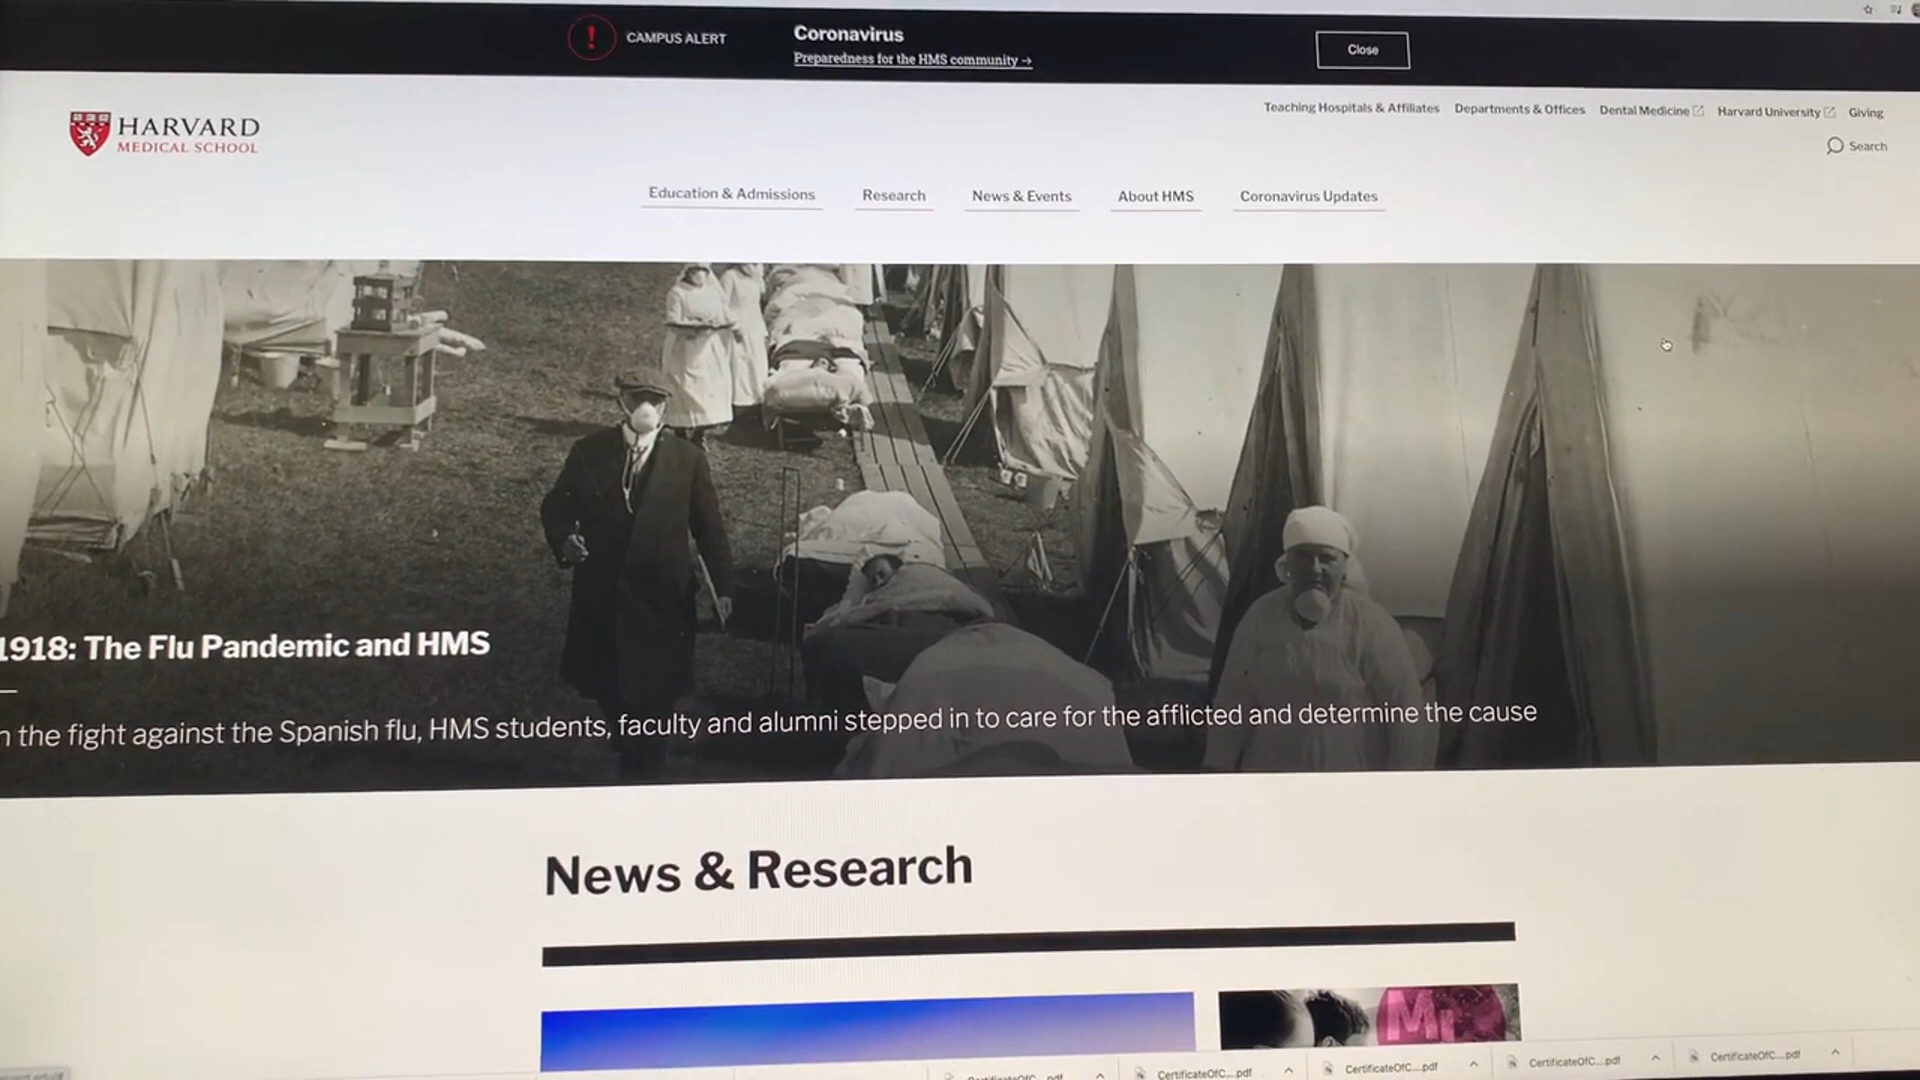 CAMPUS ALERT
Coronavirus
Preparedness for the HMS community →
Close
HARVARD
MEDICAL SCHOOL
Teaching Hospitals & Affiliates Departments & Offices Dental Medicine Harvard University Giving
Search
Education & Admissions Research News & Events About HMS Coronavirus Updates
1918: The Flu Pandemic and HMS
the fight against the Spanish flu, HMS students, faculty and alumni stepped in to care for the afflicted and determine the cause
News & Research
CertificateOfC....pdf CertificateOfC....pdf CertificateOfC....pdf CertificateOfC....pdf